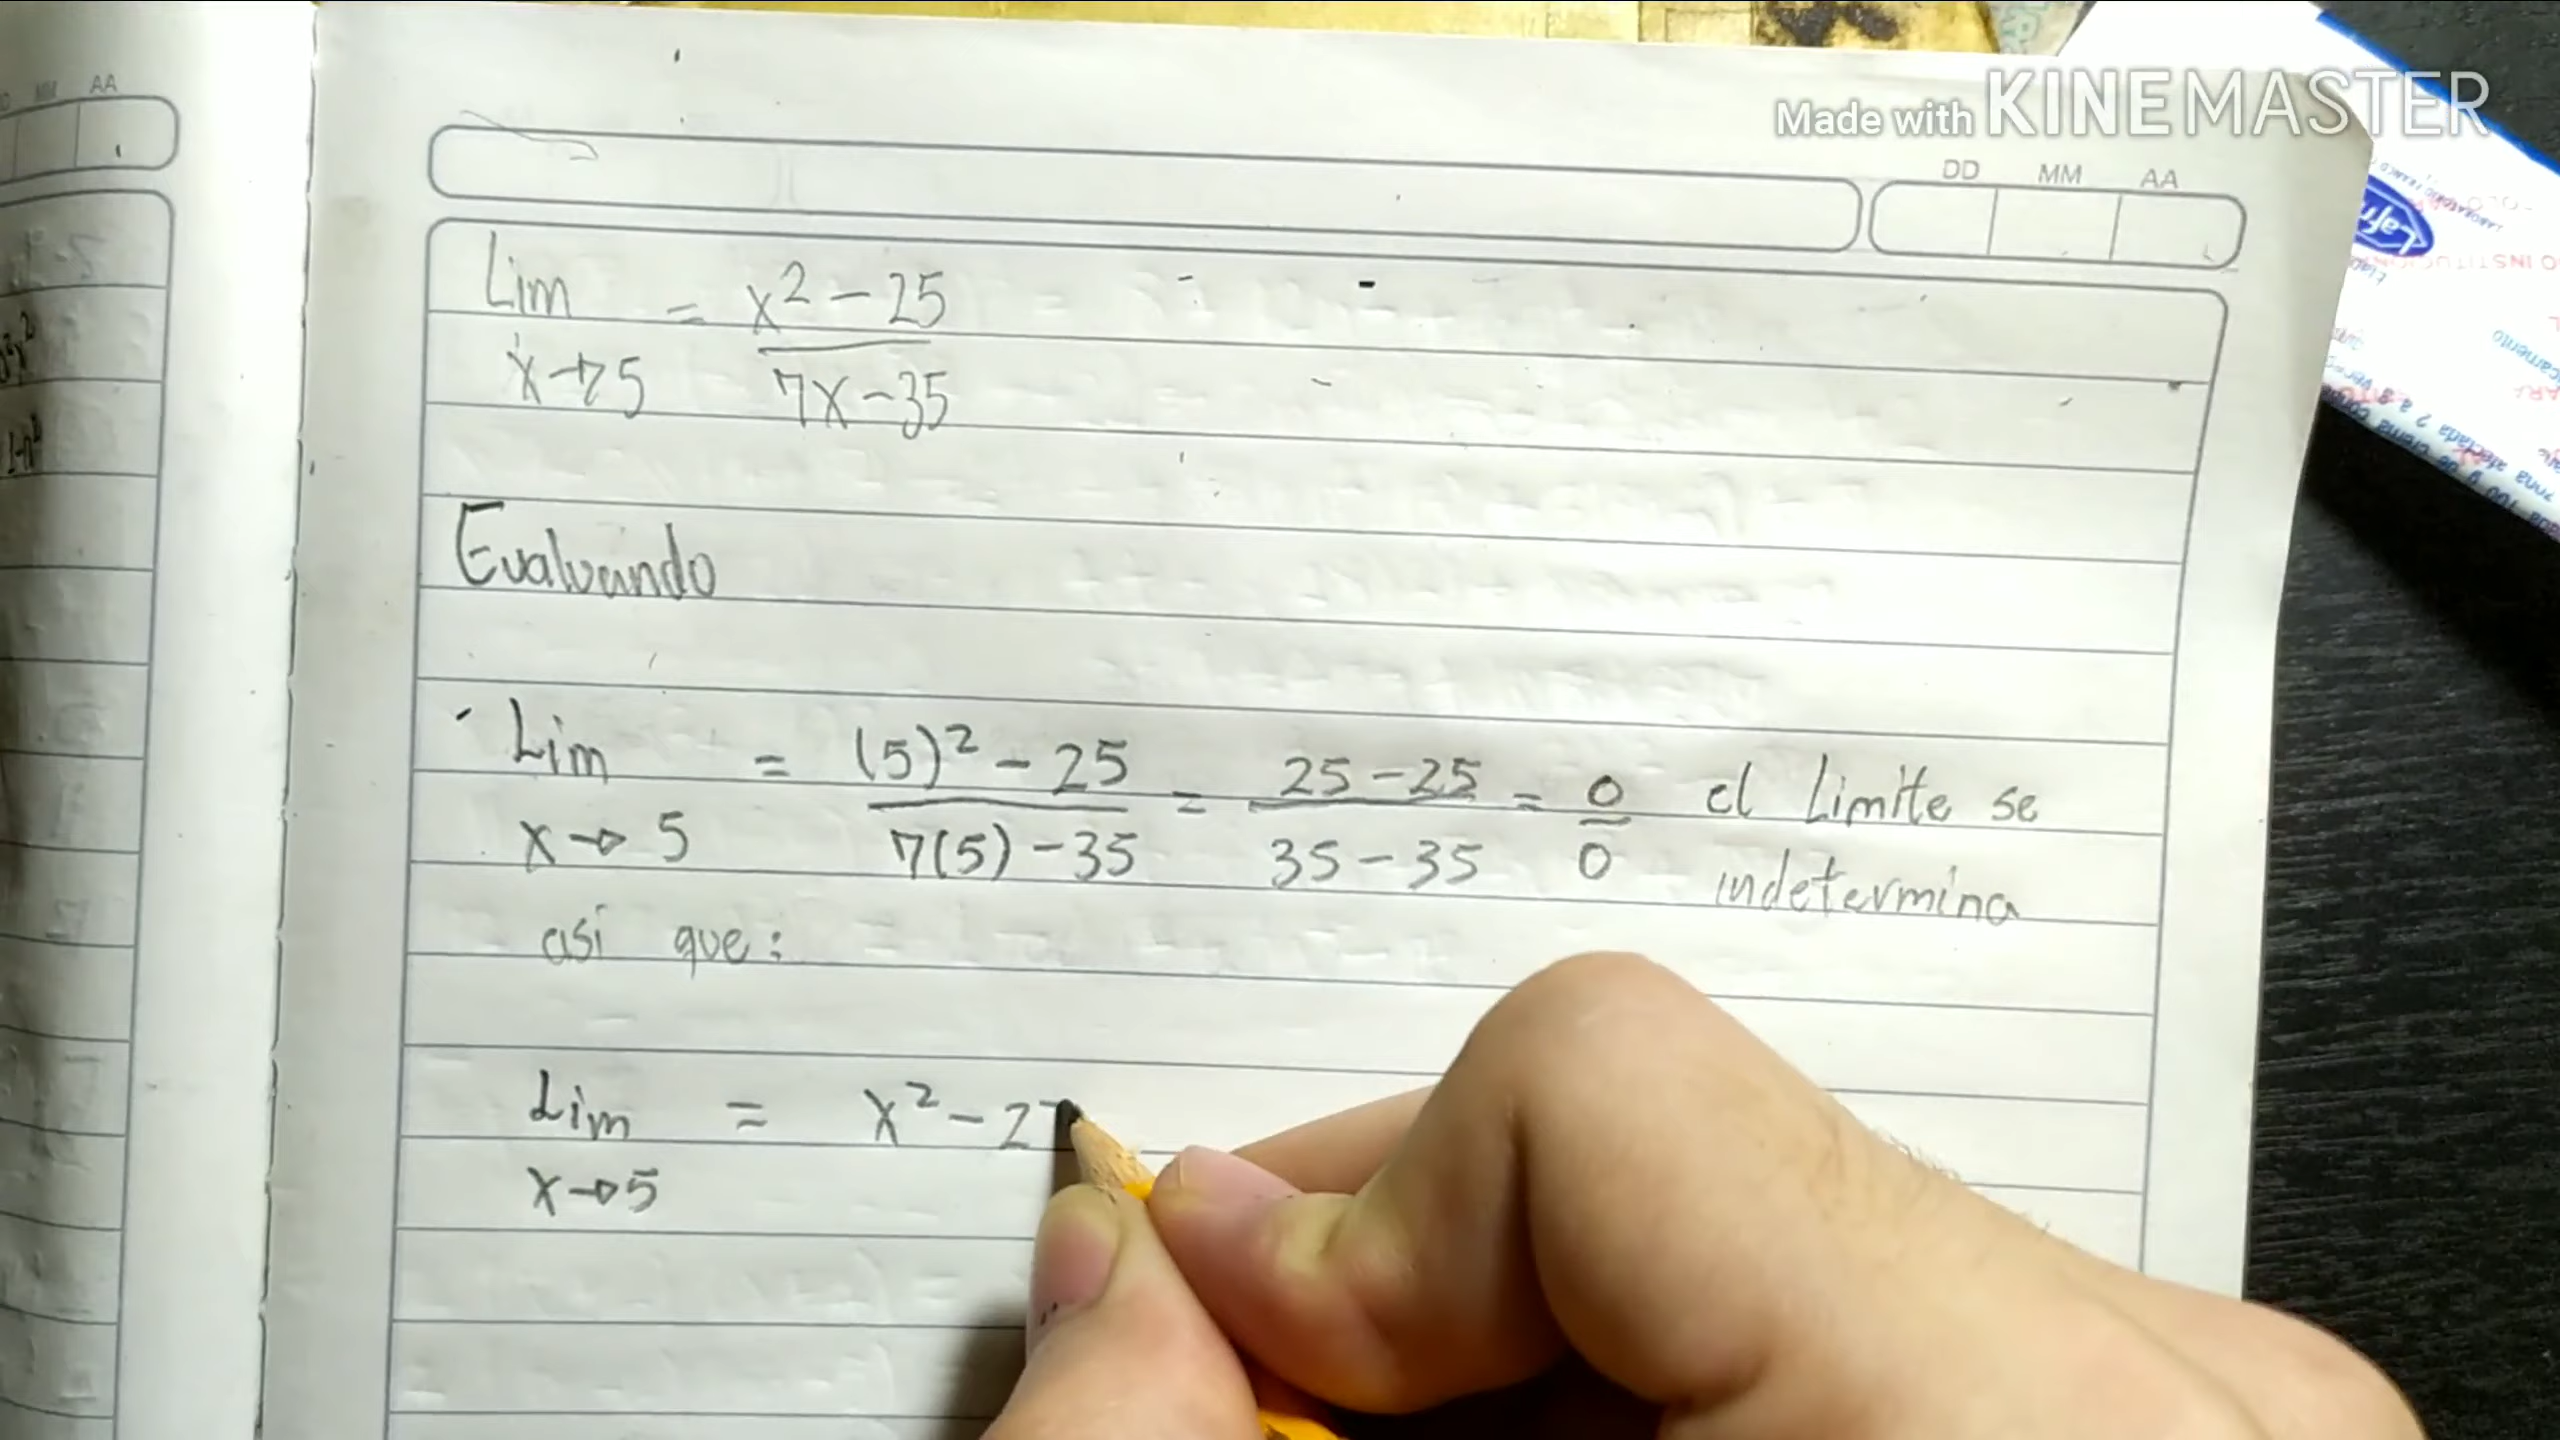 Made with KINEMASTER
AA
DD MM AA
Lim = x² - 25
x→5 7x-35
Evaluando
Lim = (5)² - 25 = 25-25 = 0 el Limite se
x→5 7(5)-35 35-35 0 indetermina
asi que:
Lim = x² - 2
x→5